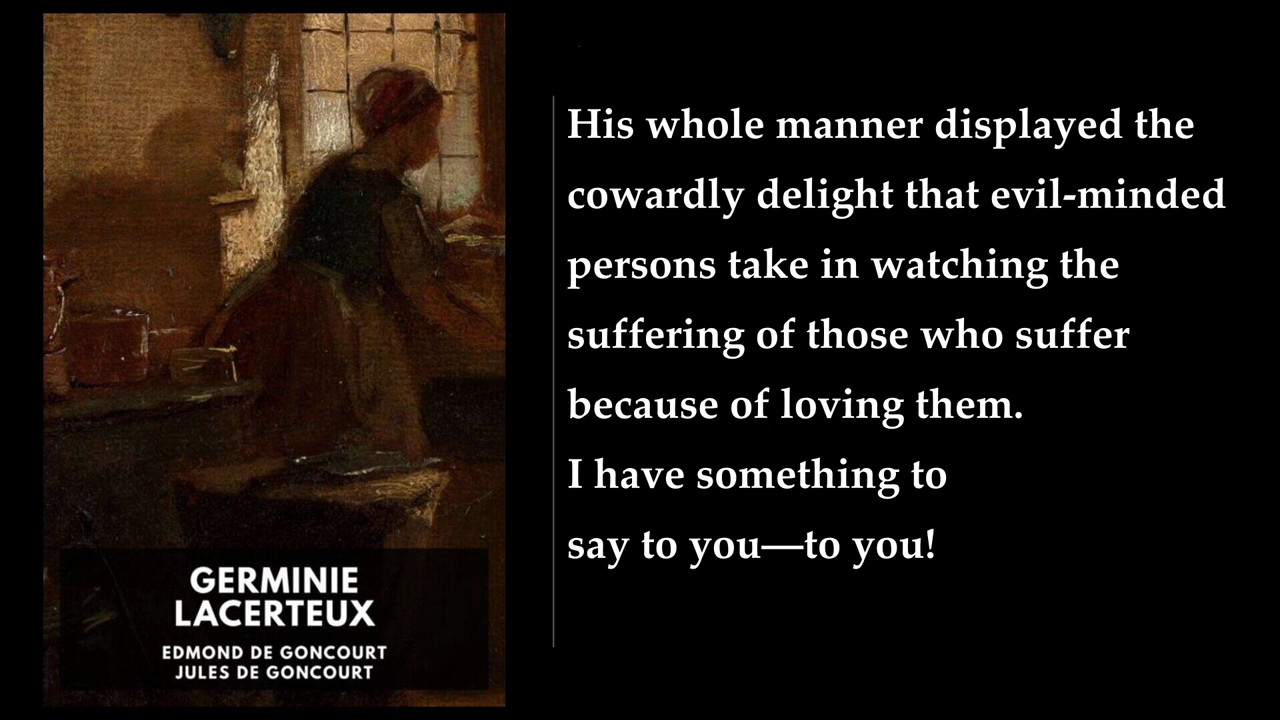 His whole manner displayed the
cowardly delight that evil-minded
persons take in watching the
suffering of those who suffer
because of loving them.
I have something to
say to you—to you!
GERMINIE
LACERTEUX
EDMOND DE GONCOURT
JULES DE GONCOURT